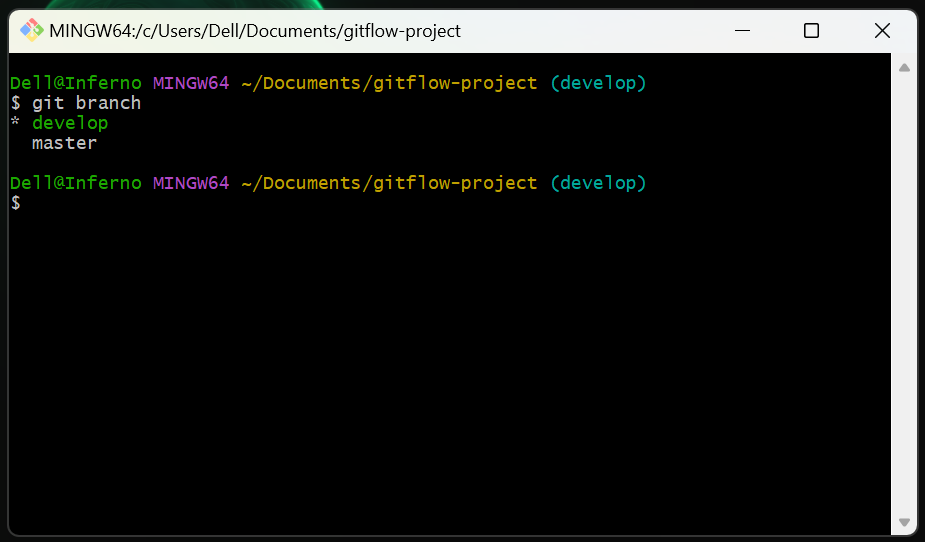 MINGW64:/c/Users/Dell/Documents/gitflow-project
Dell@Inferno MINGW64 ~/Documents/gitflow-project (develop)
$ git branch
* develop
  master
Dell@Inferno MINGW64 ~/Documents/gitflow-project (develop)
$